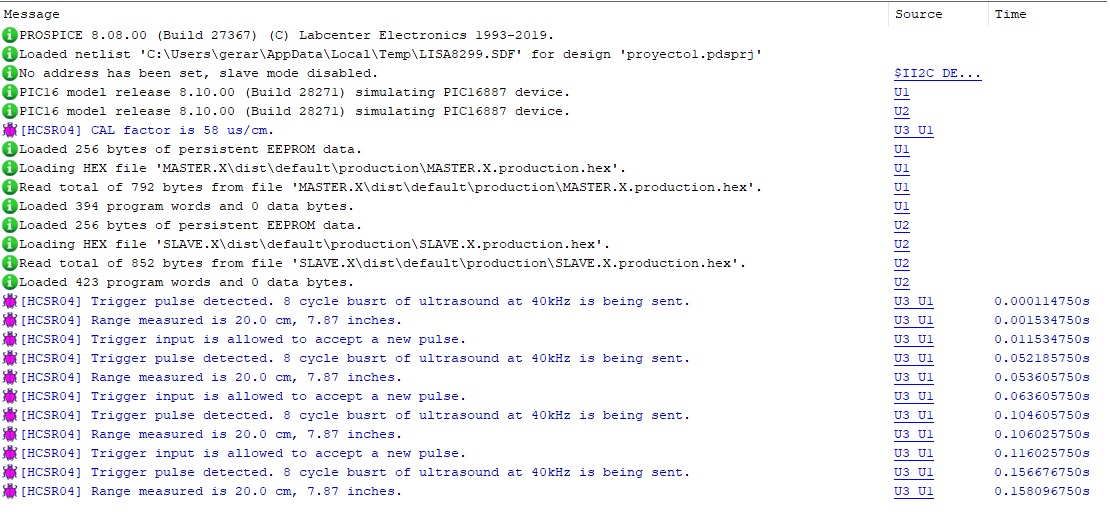 Message Source Time
PROSPICE 8.08.00 (Build 27367) (C) Labcenter Electronics 1993-2019.
Loaded netlist 'C:\Users\gerar\AppData\Local\Temp\LISA8299.SDF' for design 'proyecto1.pdsprj'
No address has been set, slave mode disabled. $II2C DE...
PIC16 model release 8.10.00 (Build 28271) simulating PIC16887 device. U1
PIC16 model release 8.10.00 (Build 28271) simulating PIC16887 device. U2
[HCSR04] CAL factor is 58 us/cm. U3_U1
Loaded 256 bytes of persistent EEPROM data. U1
Loading HEX file 'MASTER.X\dist\default\production\MASTER.X.production.hex'. U1
Read total of 792 bytes from file 'MASTER.X\dist\default\production\MASTER.X.production.hex'. U1
Loaded 394 program words and 0 data bytes. U1
Loaded 256 bytes of persistent EEPROM data. U2
Loading HEX file 'SLAVE.X\dist\default\production\SLAVE.X.production.hex'. U2
Read total of 852 bytes from file 'SLAVE.X\dist\default\production\SLAVE.X.production.hex'. U2
Loaded 423 program words and 0 data bytes. U2
[HCSR04] Trigger pulse detected. 8 cycle busrt of ultrasound at 40kHz is being sent. U3_U1 0.000114750s
[HCSR04] Range measured is 20.0 cm, 7.87 inches. U3_U1 0.001534750s
[HCSR04] Trigger input is allowed to accept a new pulse. U3_U1 0.011534750s
[HCSR04] Trigger pulse detected. 8 cycle busrt of ultrasound at 40kHz is being sent. U3_U1 0.052185750s
[HCSR04] Range measured is 20.0 cm, 7.87 inches. U3_U1 0.053605750s
[HCSR04] Trigger input is allowed to accept a new pulse. U3_U1 0.063605750s
[HCSR04] Trigger pulse detected. 8 cycle busrt of ultrasound at 40kHz is being sent. U3_U1 0.104605750s
[HCSR04] Range measured is 20.0 cm, 7.87 inches. U3_U1 0.106025750s
[HCSR04] Trigger input is allowed to accept a new pulse. U3_U1 0.116025750s
[HCSR04] Trigger pulse detected. 8 cycle busrt of ultrasound at 40kHz is being sent. U3_U1 0.156676750s
[HCSR04] Range measured is 20.0 cm, 7.87 inches. U3_U1 0.158096750s